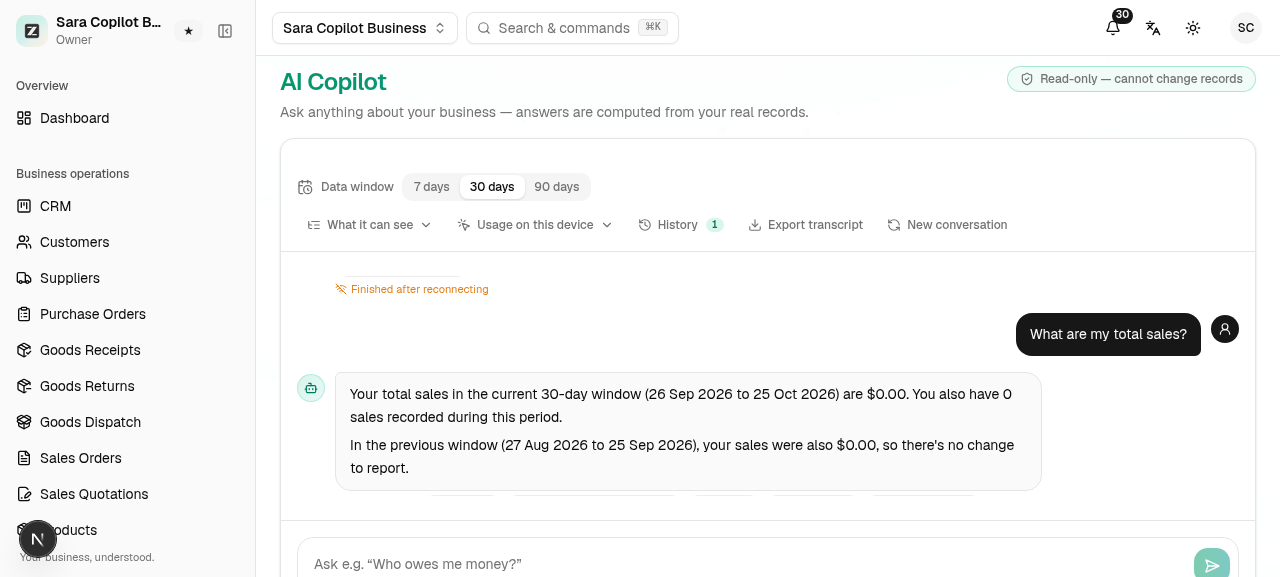 Sara Copilot B...
Owner
Sara Copilot Business
Search & commands
⌘K
30
SC
Overview
Dashboard
Business operations
CRM
Customers
Suppliers
Purchase Orders
Goods Receipts
Goods Returns
Goods Dispatch
Sales Orders
Sales Quotations
N
business, understood.
AI Copilot
Read-only — cannot change records
Ask anything about your business — answers are computed from your real records.
Data window
7 days
30 days
90 days
What it can see
Usage on this device
History
1
Export transcript
New conversation
Finished after reconnecting
What are my total sales?
Your total sales in the current 30-day window (26 Sep 2026 to 25 Oct 2026) are $0.00. You also have 0
sales recorded during this period.
In the previous window (27 Aug 2026 to 25 Sep 2026), your sales were also $0.00, so there's no change
to report.
Ask e.g. “Who owes me money?”